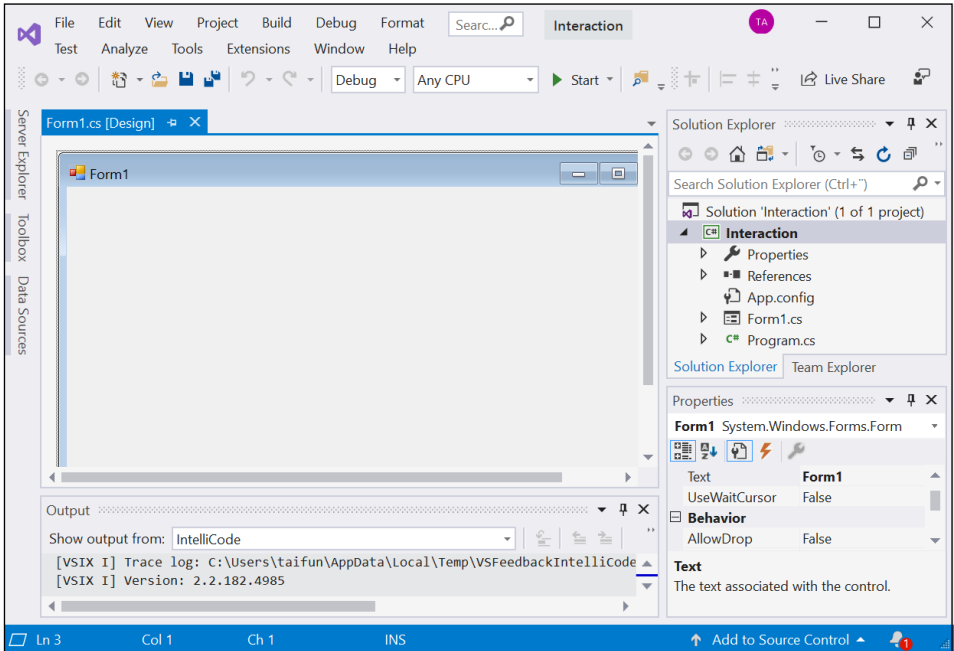 File Edit View Project Build Debug Format Searc... Interaction TA
Test Analyze Tools Extensions Window Help
Debug Any CPU Start Live Share
Server Explorer
Toolbox
Data Sources
Form1.cs [Design]
Form1
Solution Explorer
Search Solution Explorer (Ctrl+¨)
Solution 'Interaction' (1 of 1 project)
C# Interaction
Properties
References
App.config
Form1.cs
C# Program.cs
Solution Explorer Team Explorer
Properties
Form1 System.Windows.Forms.Form
Text Form1
UseWaitCursor False
Behavior
AllowDrop False
Text
The text associated with the control.
Output
Show output from: IntelliCode
[VSIX I] Trace log: C:\Users\taifun\AppData\Local\Temp\VSFeedbackIntelliCode
[VSIX I] Version: 2.2.182.4985
Ln 3 Col 1 Ch 1 INS Add to Source Control 1